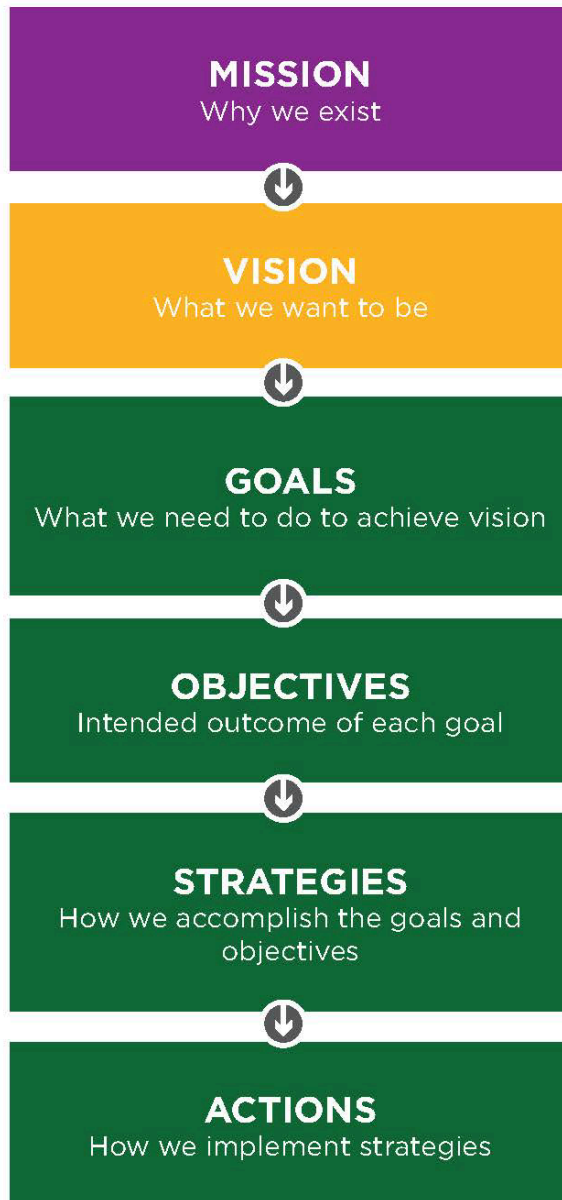 MISSION
Why we exist
VISION
What we want to be
GOALS
What we need to do to achieve vision
OBJECTIVES
Intended outcome of each goal
STRATEGIES
How we accomplish the goals and
objectives
ACTIONS
How we implement strategies